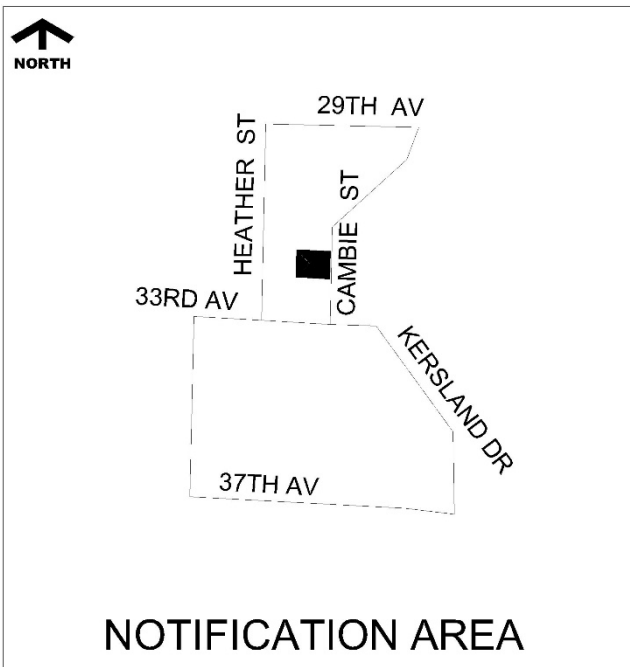 NORTH
29TH AV
HEATHER ST
CAMBIE ST
33RD AV
KERSLAND DR
37TH AV
NOTIFICATION AREA